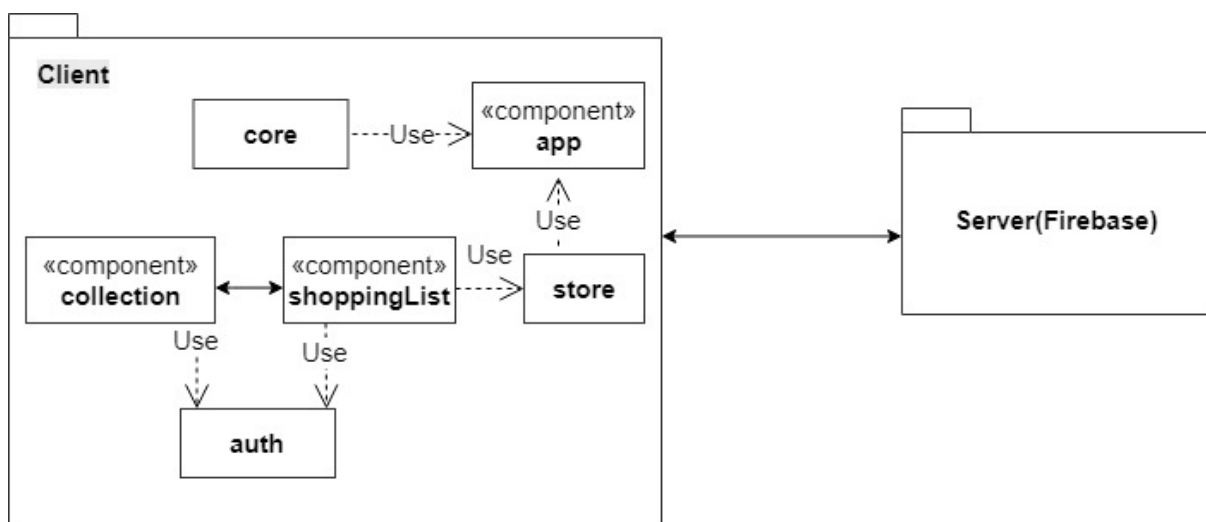 Client
core
Use
«component»
app
Server(Firebase)
Use
«component»
collection
«component»
shoppingList
Use
store
Use
Use
auth